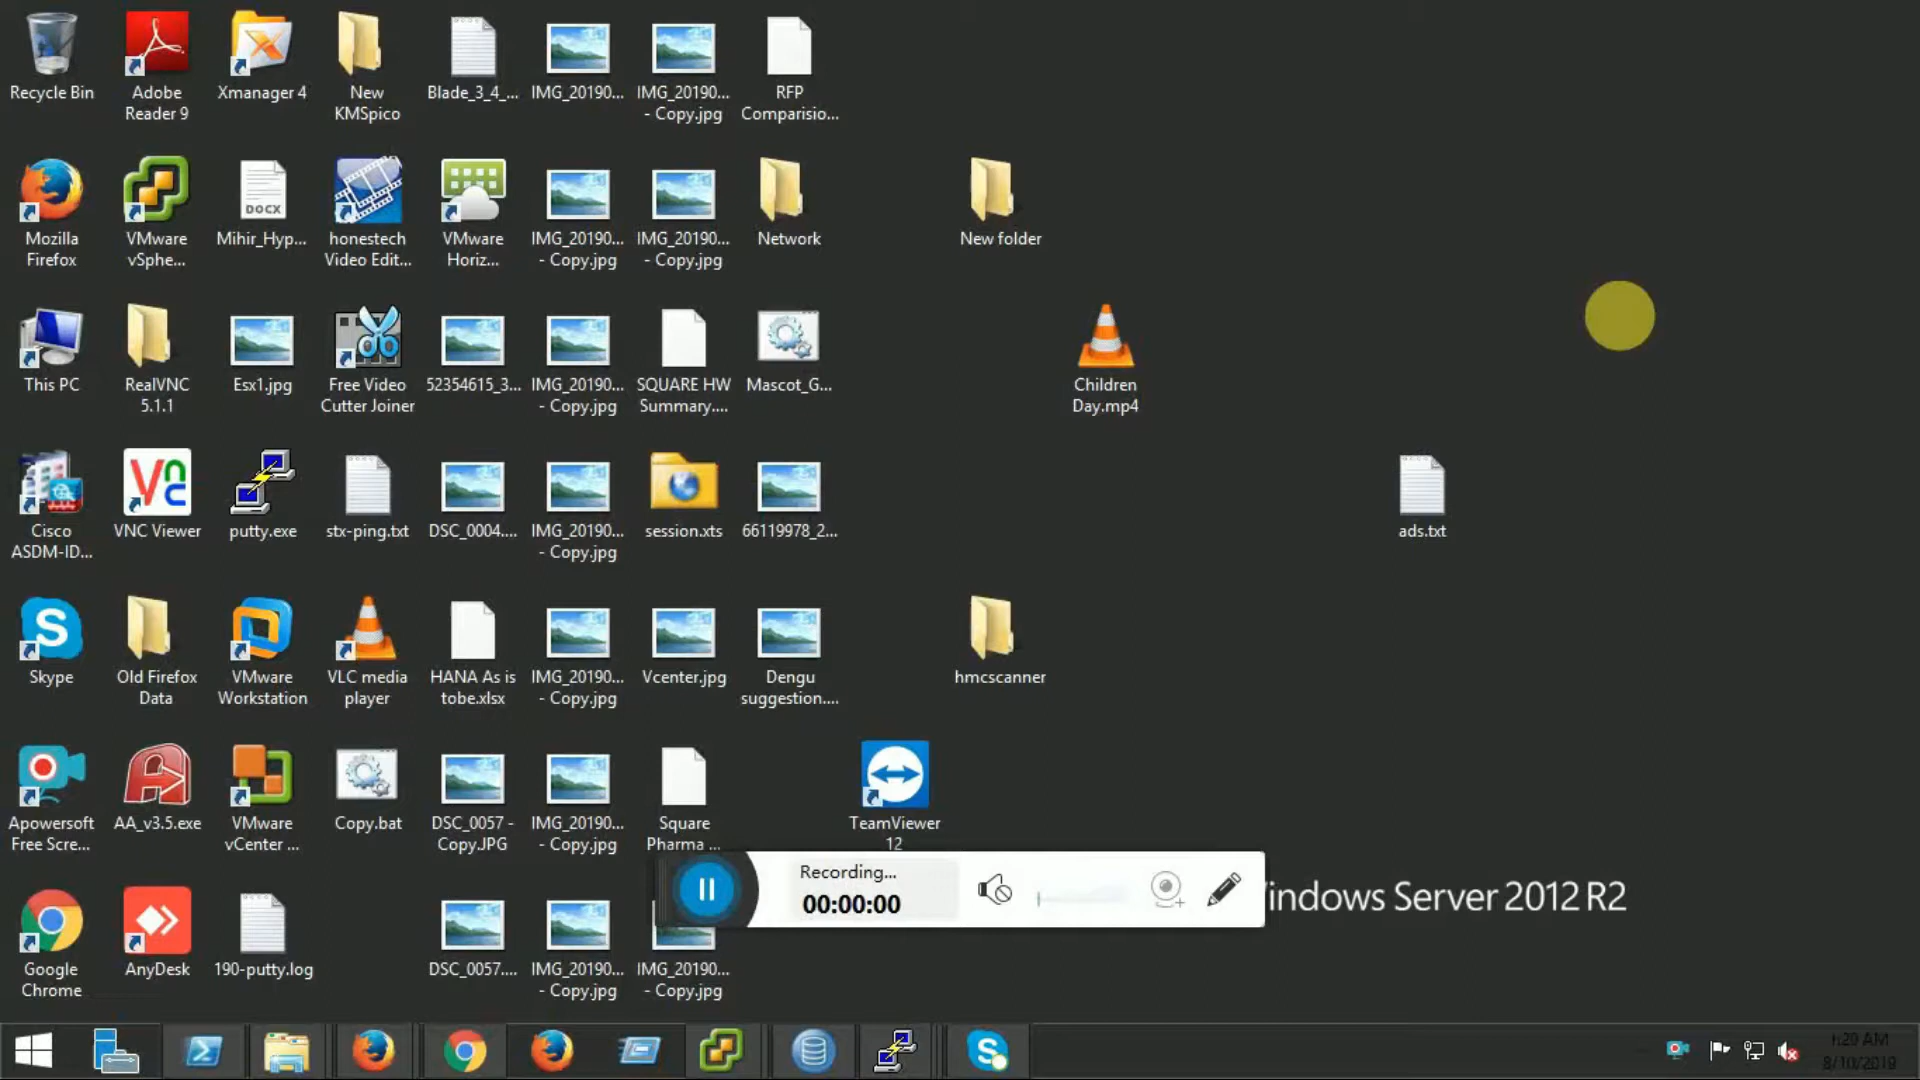 Recycle Bin
Adobe
Reader 9
Xmanager 4
New
KMSpico
Blade_3_4_...
IMG_20190...
IMG_20190...
- Copy.jpg
RFP
Comparisio...
Mozilla
Firefox
VMware
vSphe...
DOCX
Mihir_Hyp...
honestech
Video Edit...
VMware
Horiz...
IMG_20190...
- Copy.jpg
IMG_20190...
- Copy.jpg
Network
New folder
This PC
RealVNC
5.1.1
Esx1.jpg
Free Video
Cutter Joiner
52354615_3...
IMG_20190...
- Copy.jpg
SQUARE HW
Summary....
Mascot_G...
Children
Day.mp4
Cisco
ASDM-ID...
VNC Viewer
putty.exe
stx-ping.txt
DSC_0004....
IMG_20190...
- Copy.jpg
session.xts
66119978_2...
ads.txt
Skype
Old Firefox
Data
VMware
Workstation
VLC media
player
HANA As is
tobe.xlsx
IMG_20190...
- Copy.jpg
Vcenter.jpg
Dengu
suggestion....
hmcscanner
Apowersoft
Free Scre...
AA_v3.5.exe
VMware
vCenter ...
Copy.bat
DSC_0057 -
Copy.JPG
IMG_20190...
- Copy.jpg
Square
Pharma ...
TeamViewer
12
Recording...
00:00:00
indows Server 2012 R2
Google
Chrome
AnyDesk
190-putty.log
DSC_0057....
IMG_20190...
- Copy.jpg
IMG_20190...
- Copy.jpg
1:20 AM
8/10/2019